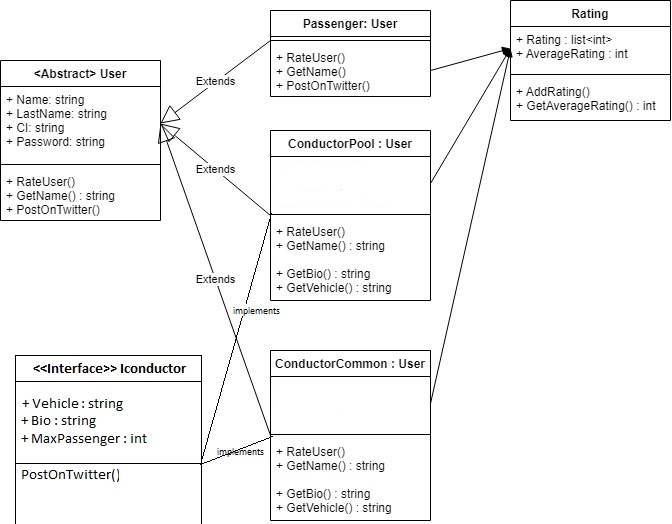 <Abstract> User
+ Name: string
+ LastName: string
+ CI: string
+ Password: string
+ RateUser()
+ GetName() : string
+ PostOnTwitter()
Passenger: User
+ RateUser()
+ GetName()
+ PostOnTwitter()
Rating
+ Rating : list<int>
+ AverageRating : int
+ AddRating()
+ GetAverageRating() : int
Extends
ConductorPool : User
+ RateUser()
+ GetName() : string
+ GetBio() : string
+ GetVehicle() : string
Extends
Extends
implements
<<Interface>> Iconductor
+ Vehicle : string
+ Bio : string
+ MaxPassenger : int
PostOnTwitter()
implements
ConductorCommon : User
+ RateUser()
+ GetName() : string
+ GetBio() : string
+ GetVehicle() : string